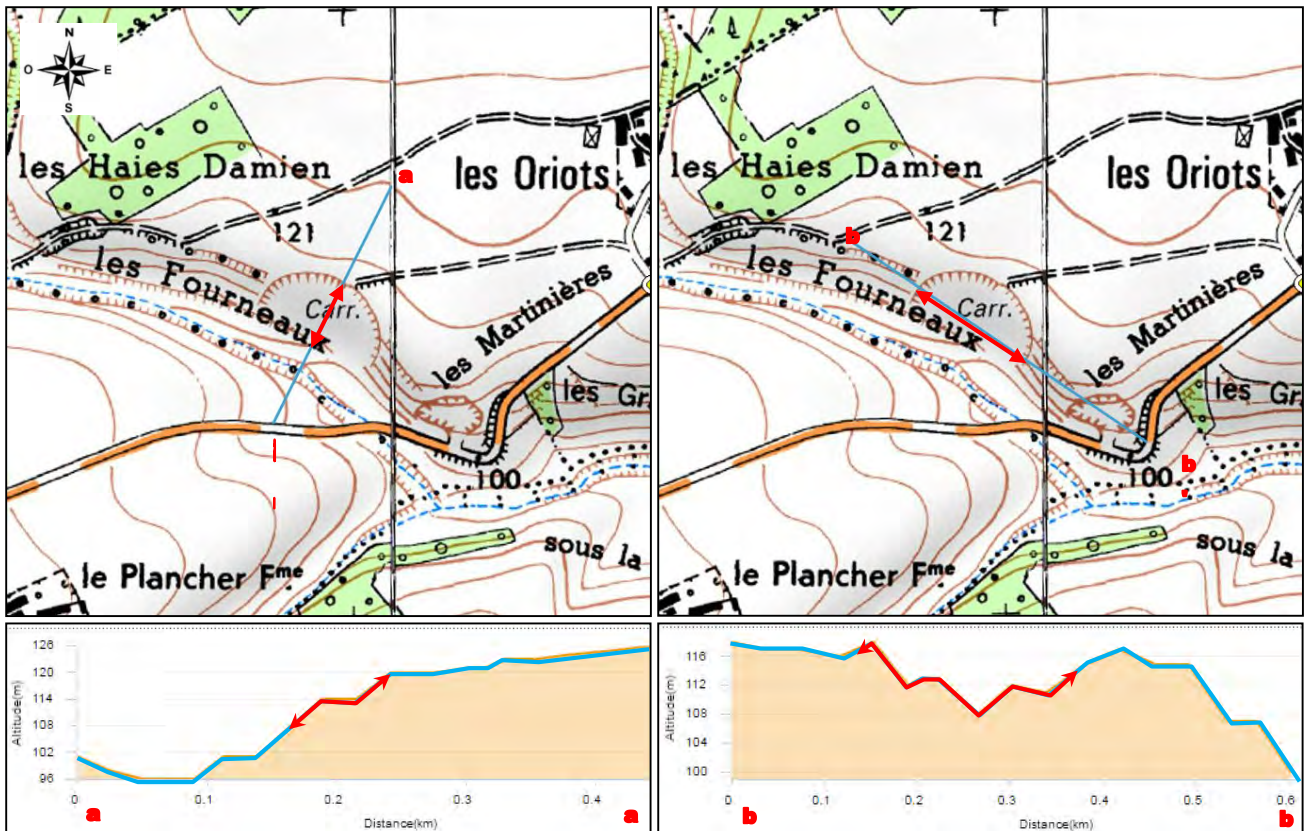 N
O E
S
les Haies Damien
a
les Oriots
121
les Fourneaux
Carr.
les Martinières
les Gr
100
le Plancher Fme
sous la
les Haies Damien
les Oriots
b
121
les Fourneaux
Carr.
les Martinières
les Gr
b
100
le Plancher Fme
sous la
126
120
114
108
102
96
Altitude(m)
0 0.1 0.2 0.3 0.4
a a
Distance(km)
116
112
108
104
100
Altitude(m)
0 0.1 0.2 0.3 0.4 0.5 0.6
b b
Distance(km)